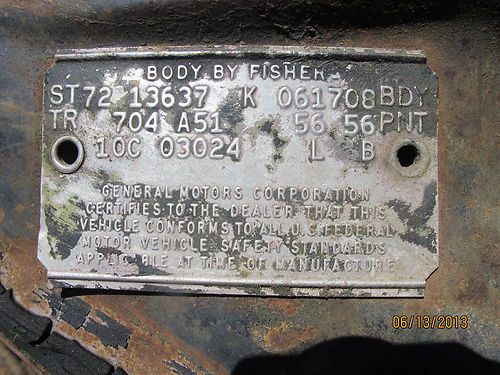 BODY BY FISHER
ST72 13637 K 061708 BDY
TR 704 A51 56 56 PNT
10C 03024 L B
GENERAL MOTORS CORPORATION
CERTIFIES TO THE DEALER THAT THIS
VEHICLE CONFORMS TO ALL U.S. FEDERAL
MOTOR VEHICLE SAFETY STANDARDS
APPLICABLE AT TIME OF MANUFACTURE
06/13/2013